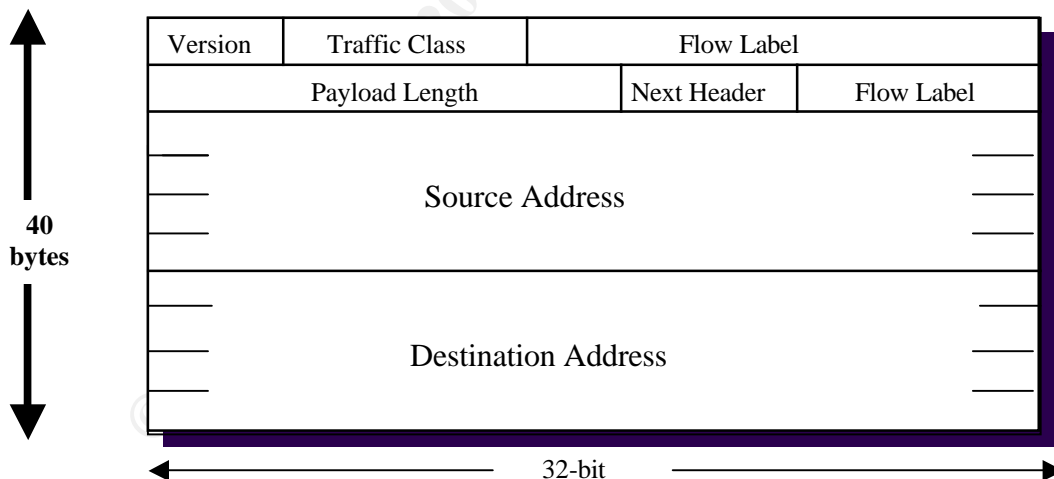 Version Traffic Class Flow Label
Payload Length Next Header Flow Label
Source Address
40
bytes
Destination Address
32-bit